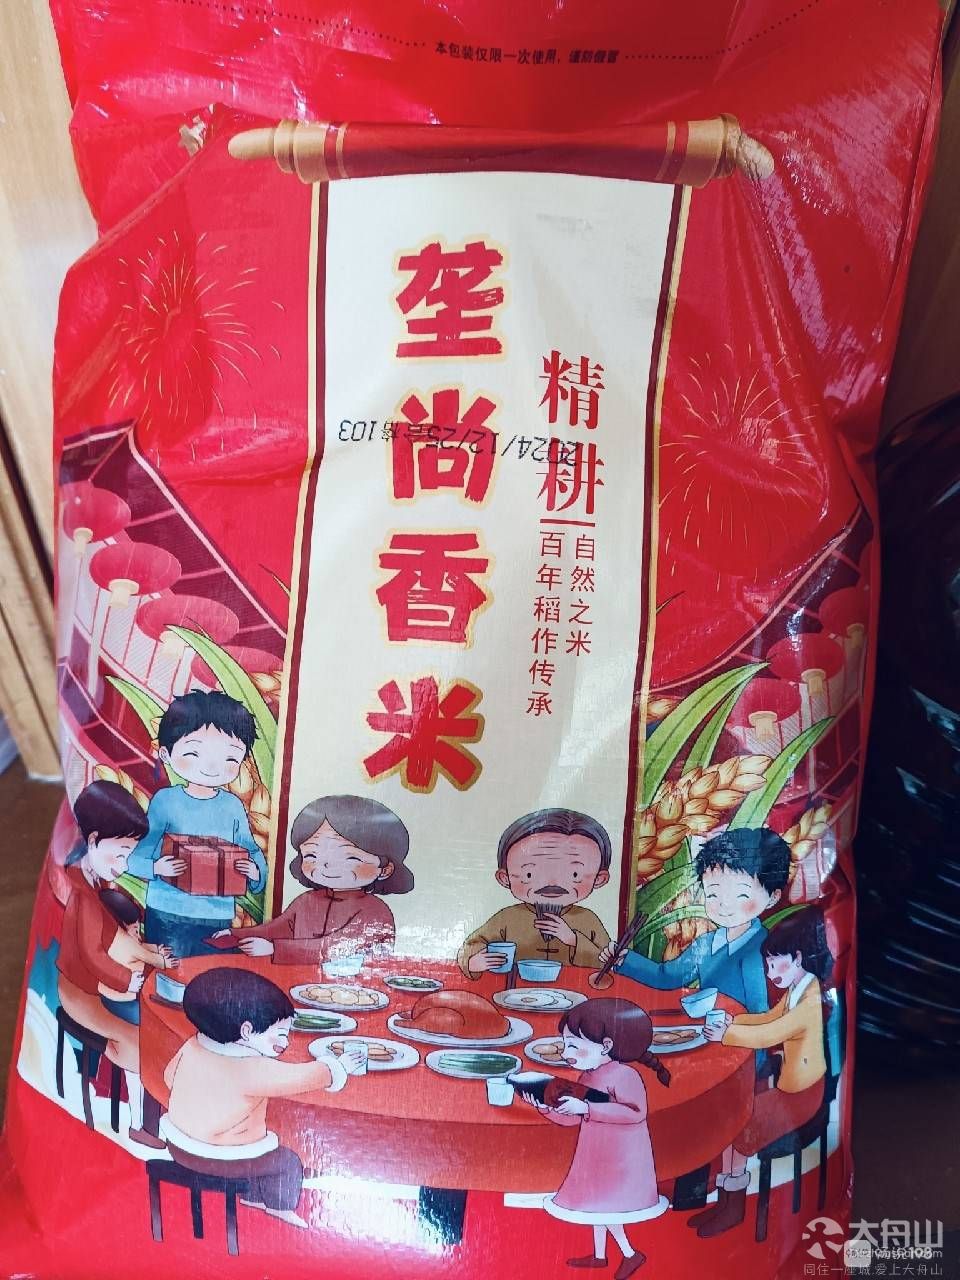 本包装仅限一次使用，谨防假冒
垄尚香米
精耕
自然之米
百年稻作传承
2024/12/25
103
大舟山
同住一座城.爱上大舟山